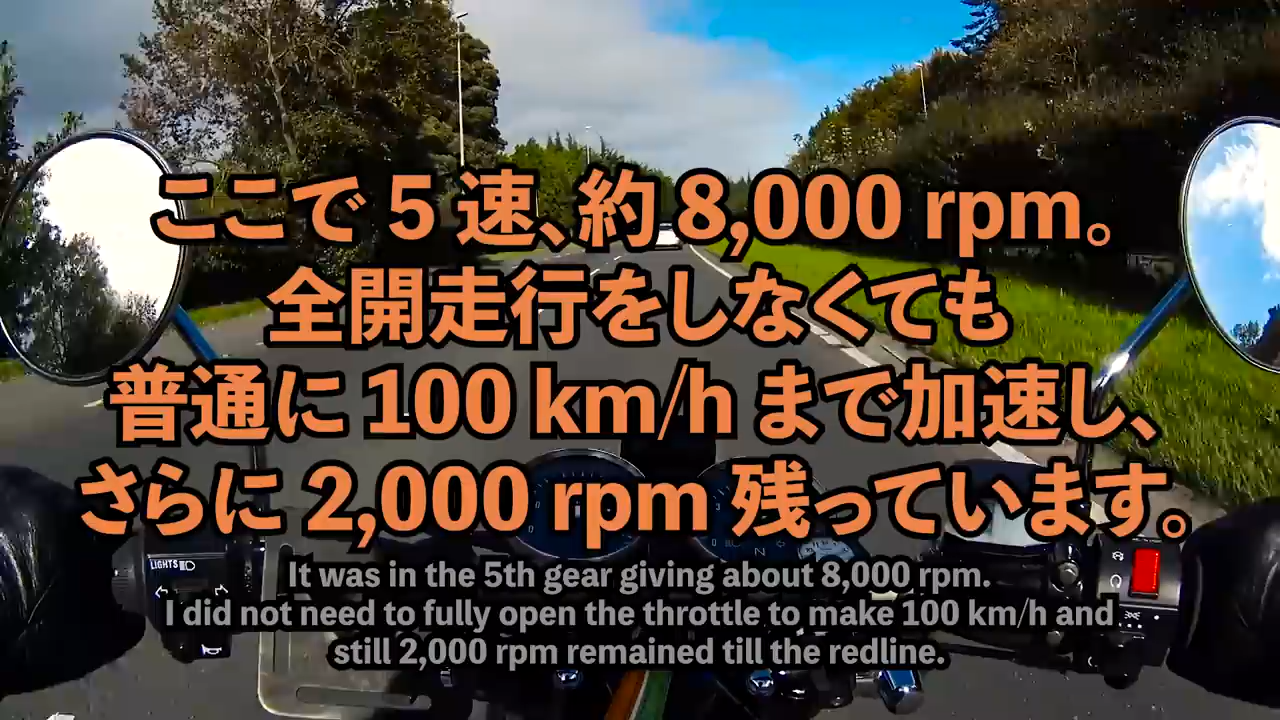 ここで 5 速、約 8,000 rpm。
全開走行をしなくても
普通に 100 km/h まで加速し、
さらに 2,000 rpm 残っています。
It was in the 5th gear giving about 8,000 rpm.
I did not need to fully open the throttle to make 100 km/h and
still 2,000 rpm remained till the redline.
LIGHTS
N